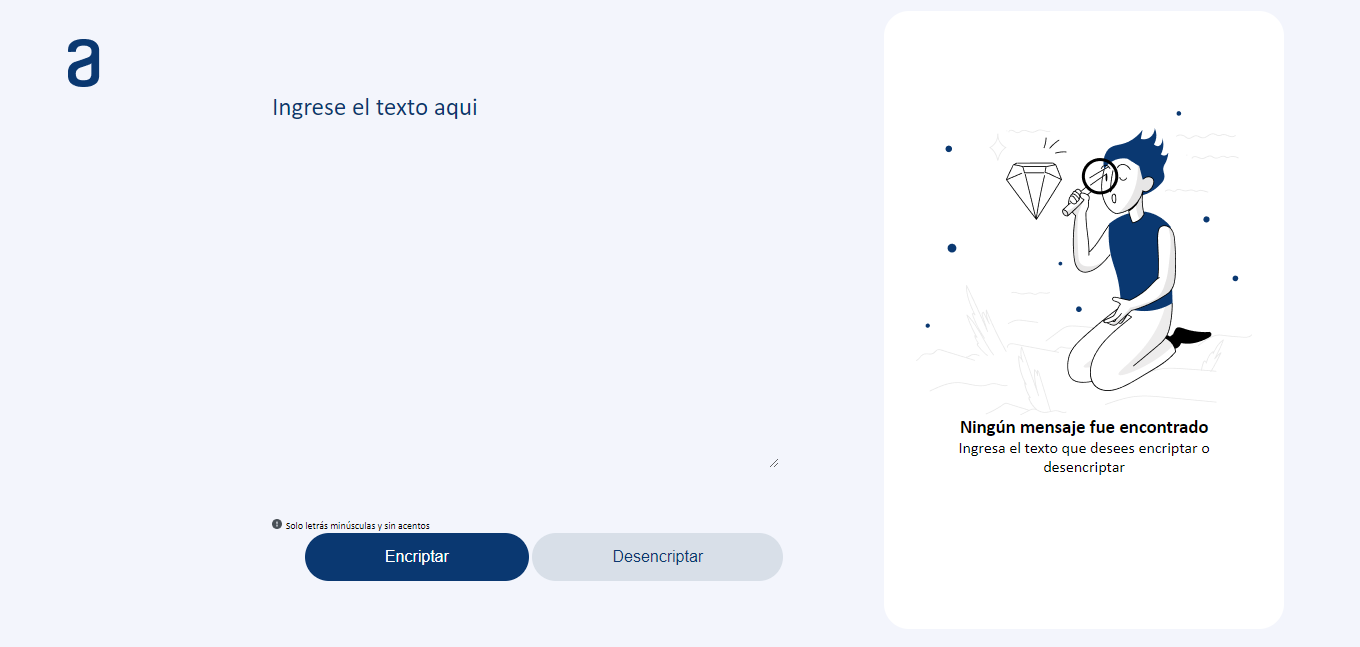 a
Ingrese el texto aqui
Solo letrás minúsculas y sin acentos
Encriptar
Desencriptar
Ningún mensaje fue encontrado
Ingresa el texto que desees encriptar o
desencriptar